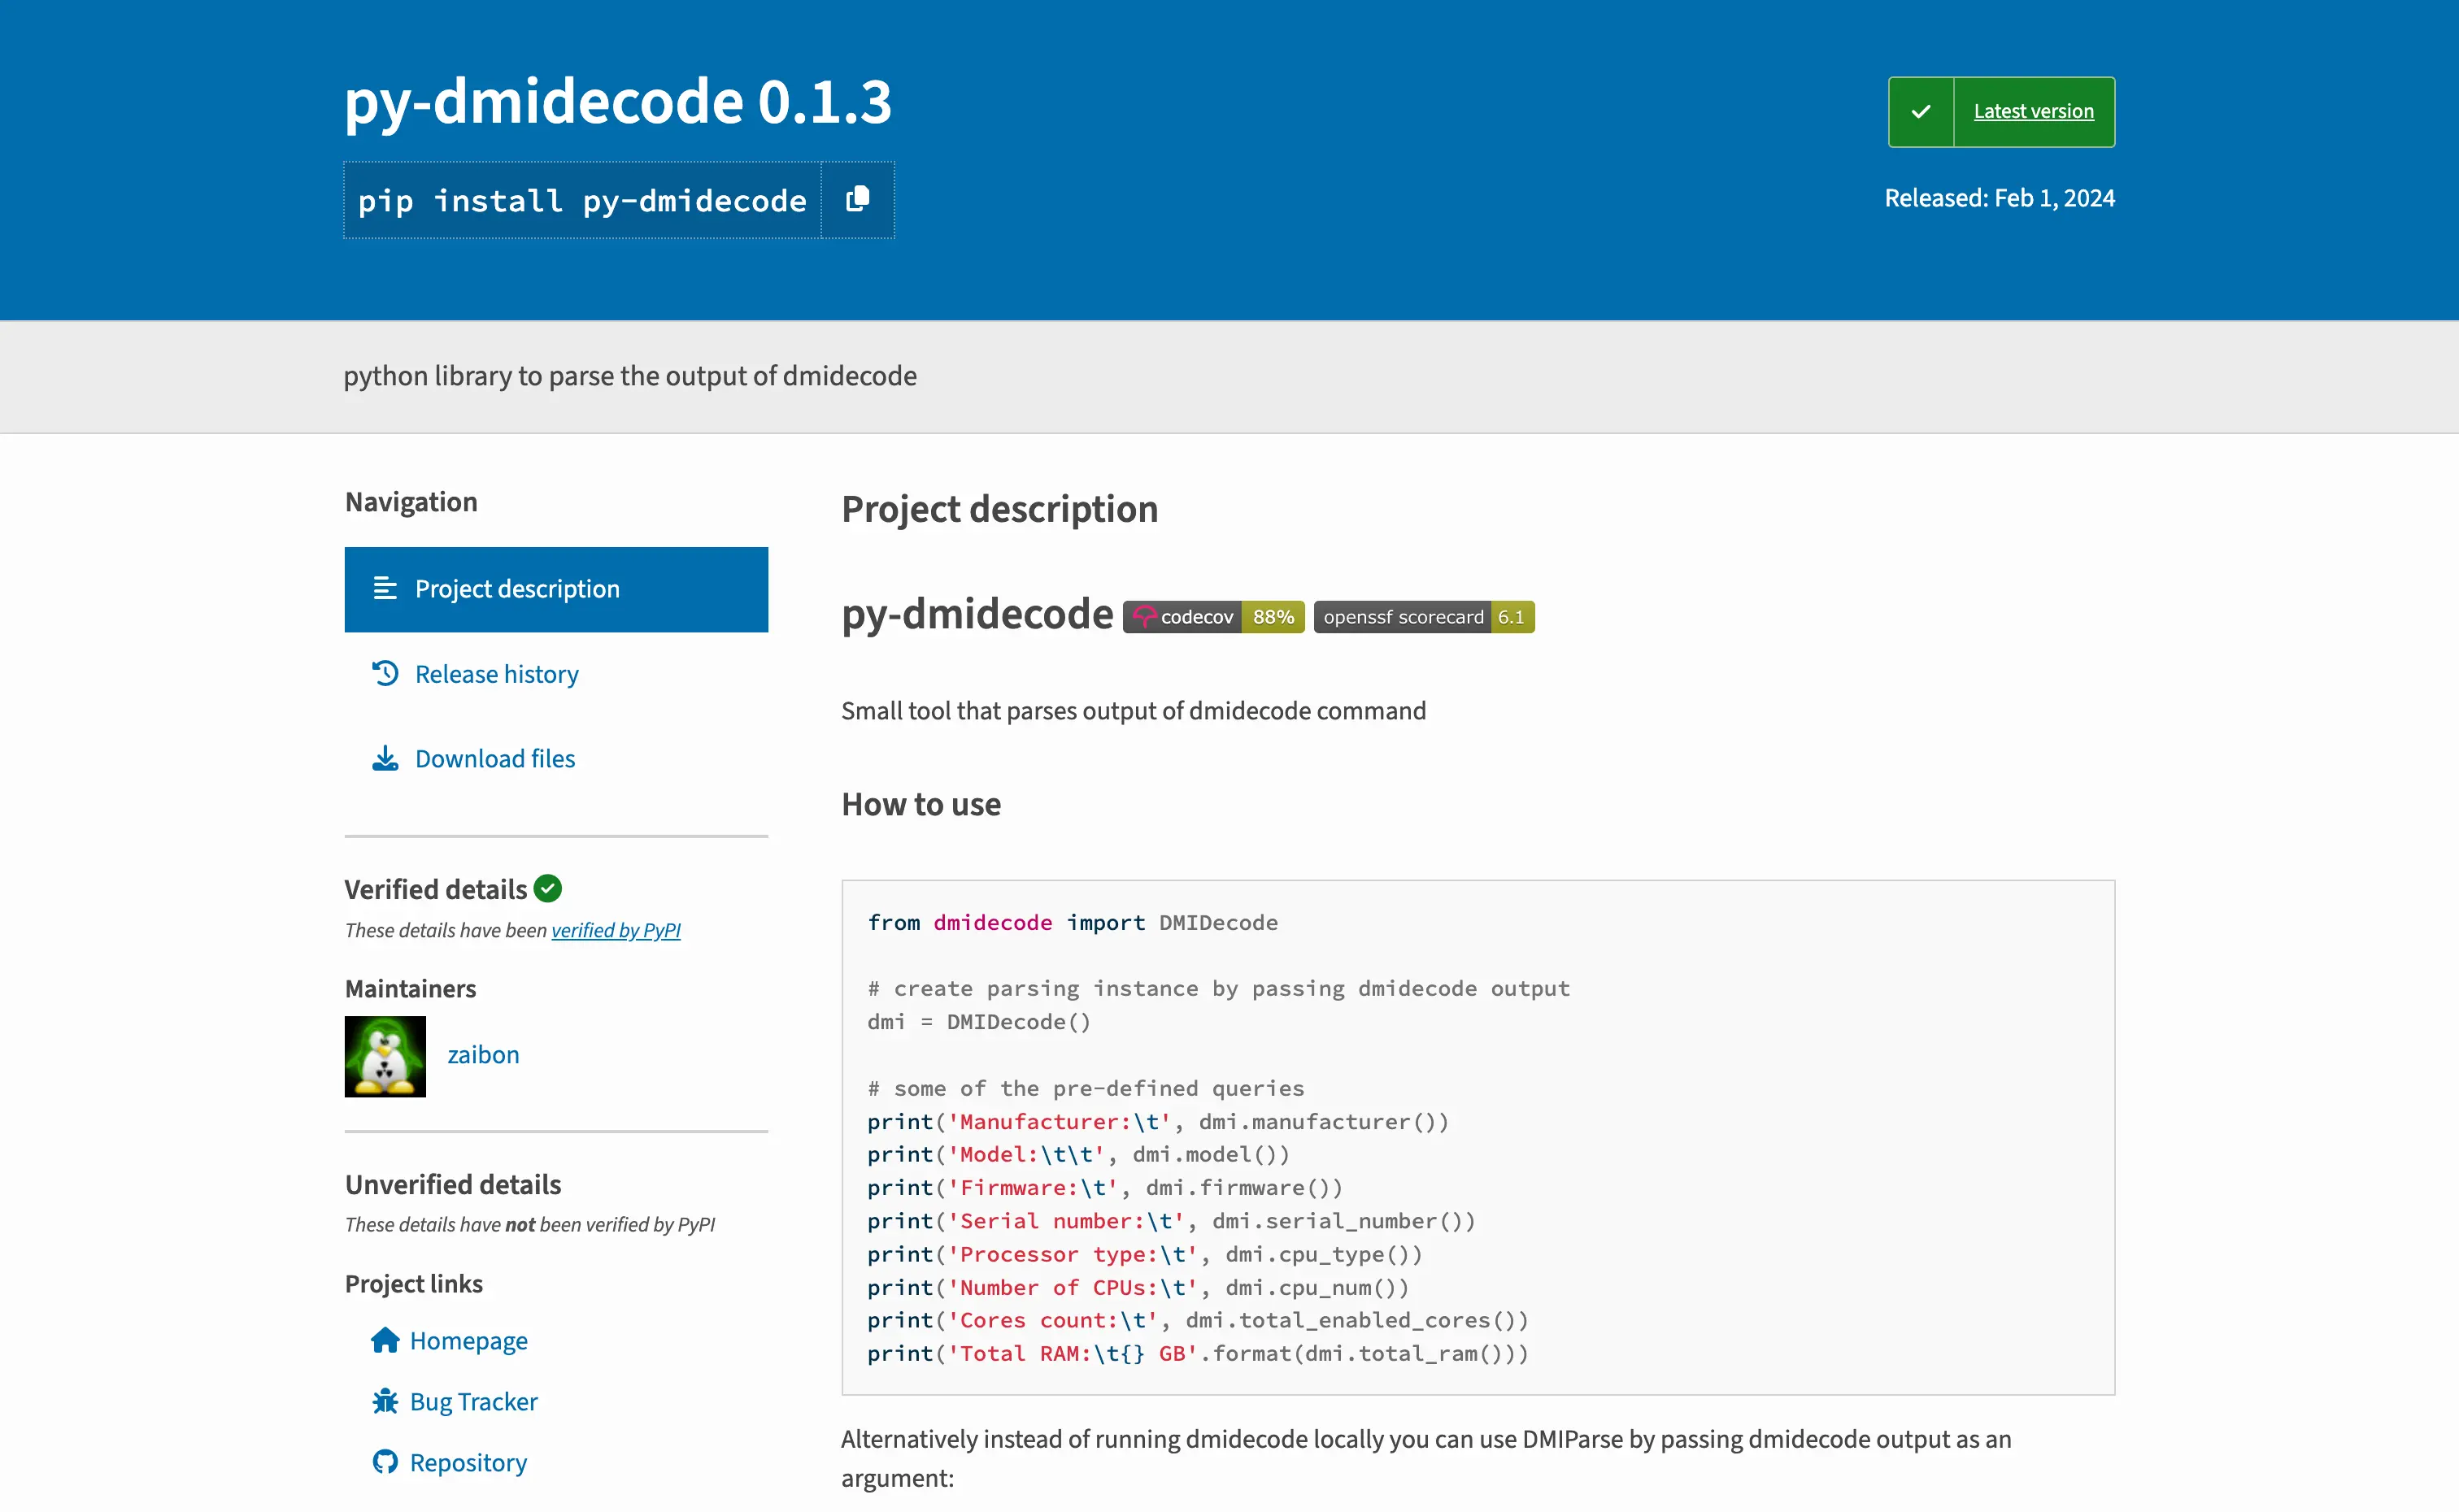 py-dmidecode 0.1.3
pip install py-dmidecode
Latest version
Released: Feb 1, 2024
python library to parse the output of dmidecode
Navigation
Project description
Release history
Download files
Verified details
These details have been verified by PyPI
Maintainers
zaibon
Unverified details
These details have not been verified by PyPI
Project links
Homepage
Bug Tracker
Repository
Project description
py-dmidecode codecov 88% openssf scorecard 6.1
Small tool that parses output of dmidecode command
How to use
from dmidecode import DMIDecode
# create parsing instance by passing dmidecode output
dmi = DMIDecode()
# some of the pre-defined queries
print('Manufacturer:\t', dmi.manufacturer())
print('Model:\t\t', dmi.model())
print('Firmware:\t', dmi.firmware())
print('Serial number:\t', dmi.serial_number())
print('Processor type:\t', dmi.cpu_type())
print('Number of CPUs:\t', dmi.cpu_num())
print('Cores count:\t', dmi.total_enabled_cores())
print('Total RAM:\t{} GB'.format(dmi.total_ram()))
Alternatively instead of running dmidecode locally you can use DMIParse by passing dmidecode output as an
argument: